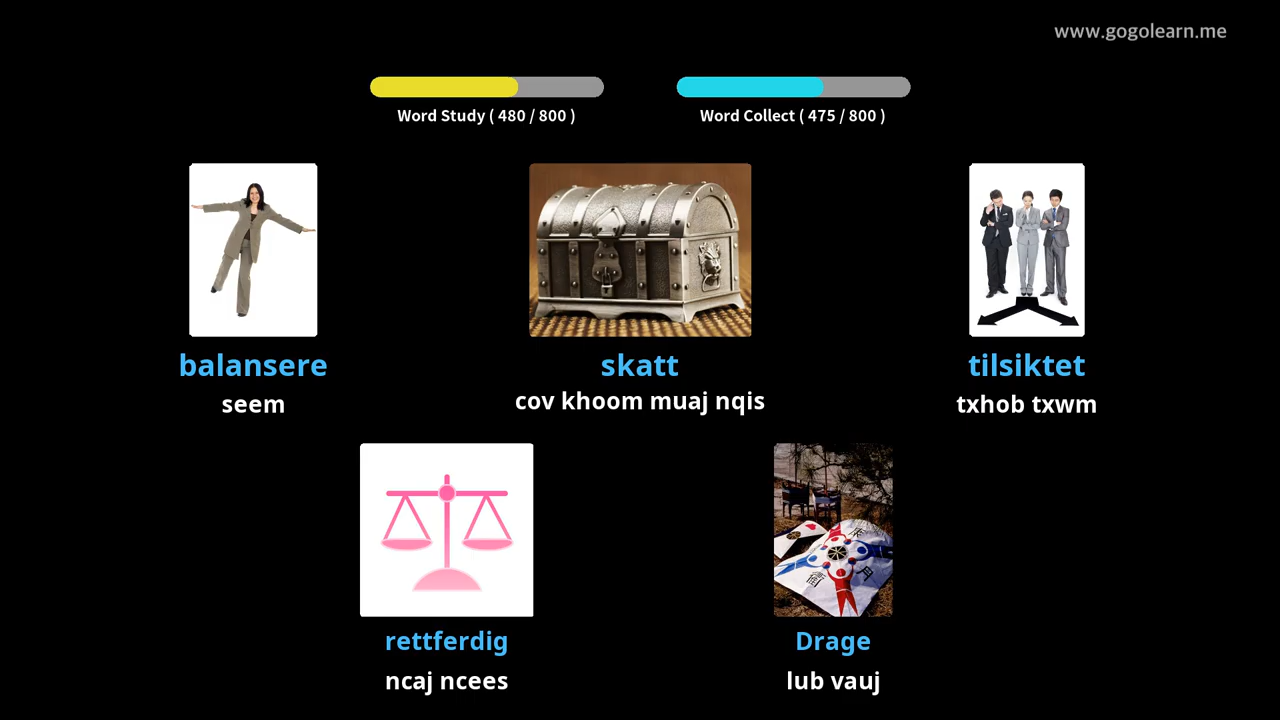 www.gogolearn.me
Word Study ( 480 / 800 )
Word Collect ( 475 / 800 )
balansere
seem
skatt
cov khoom muaj nqis
tilsiktet
txhob txwm
rettferdig
ncaj ncees
Drage
lub vauj